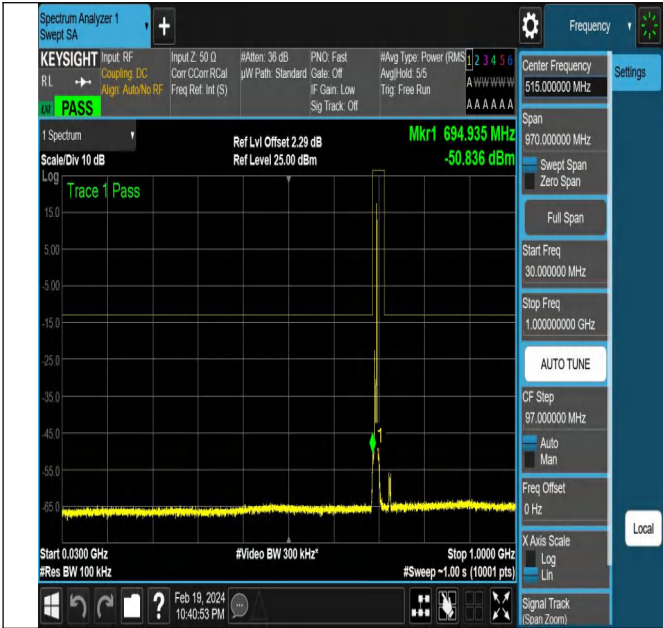 Spectrum Analyzer 1
Swept SA
+
Frequency
KEYSIGHT
RL
PASS
Input: RF
Coupling: DC
Align: Auto/No RF
Input Z: 50 Ω
Corr CCorr RCal
Freq Ref: Int (S)
#Atten: 36 dB
µW Path: Standard
PNO: Fast
Gate: Off
IF Gain: Low
Sig Track: Off
#Avg Type: Power (RMS
Avg|Hold: 5/5
Trig: Free Run
1 2 3 4 5 6
A W W W W W
A A A A A A
1 Spectrum
Scale/Div 10 dB
Ref Lvl Offset 2.29 dB
Ref Level 25.00 dBm
Mkr1 694.935 MHz
-50.836 dBm
Log
Trace 1 Pass
15.0
5.00
-5.00
-15.0
-25.0
-35.0
-45.0
-55.0
-65.0
1
Start 0.0300 GHz
#Res BW 100 kHz
#Video BW 300 kHz*
Stop 1.0000 GHz
#Sweep ~1.00 s (10001 pts)
?
Feb 19, 2024
10:40:53 PM
Center Frequency
515.000000 MHz
Settings
Span
970.000000 MHz
Swept Span
Zero Span
Full Span
Start Freq
30.000000 MHz
Stop Freq
1.000000000 GHz
AUTO TUNE
CF Step
97.000000 MHz
Auto
Man
Freq Offset
0 Hz
X Axis Scale
Log
Lin
Local
Signal Track
(Span Zoom)